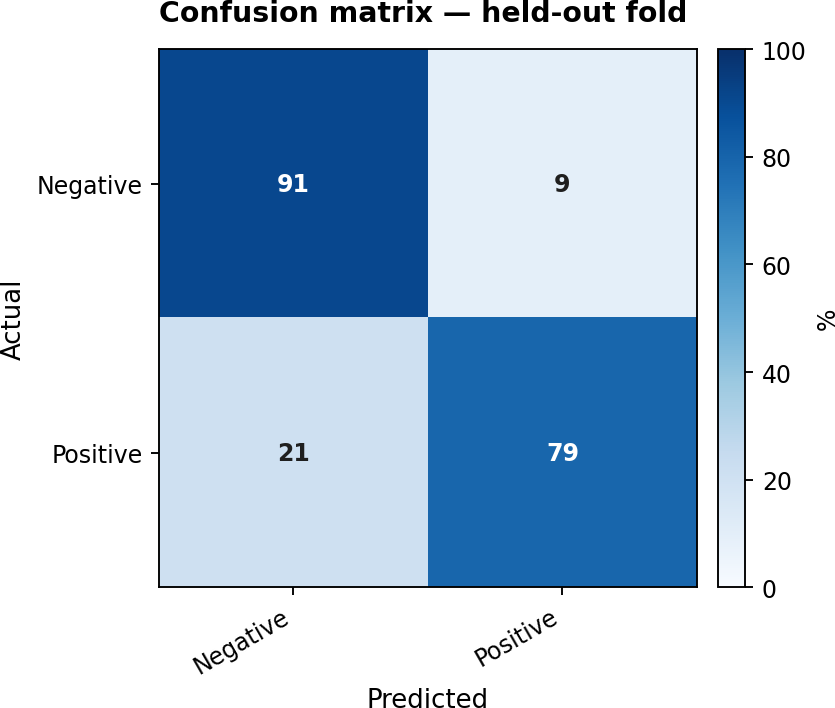 Confusion matrix — held-out fold
Actual
Negative
91
9
Positive
21
79
Negative
Positive
Predicted
100
80
60
40
20
0
%